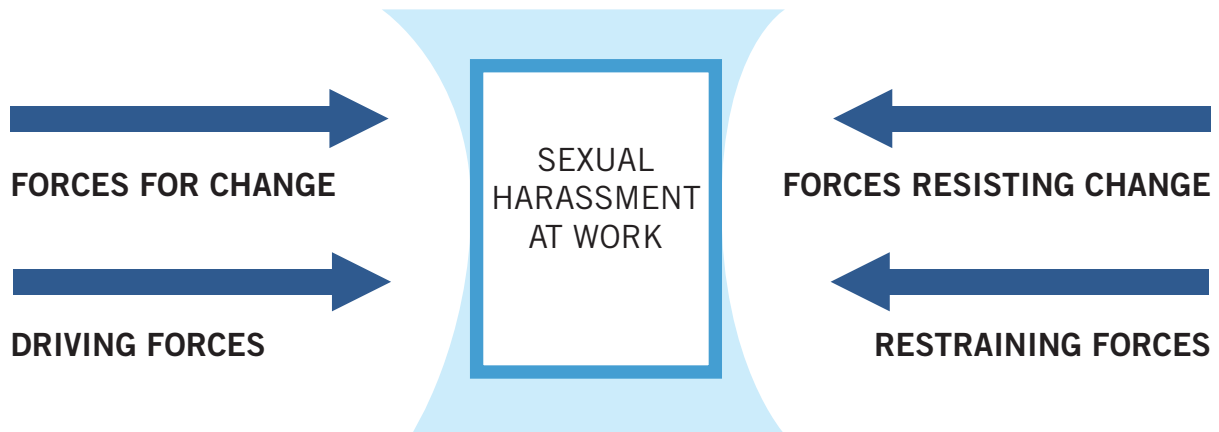 SEXUAL
HARASSMENT
AT WORK
FORCES FOR CHANGE
FORCES RESISTING CHANGE
DRIVING FORCES
RESTRAINING FORCES